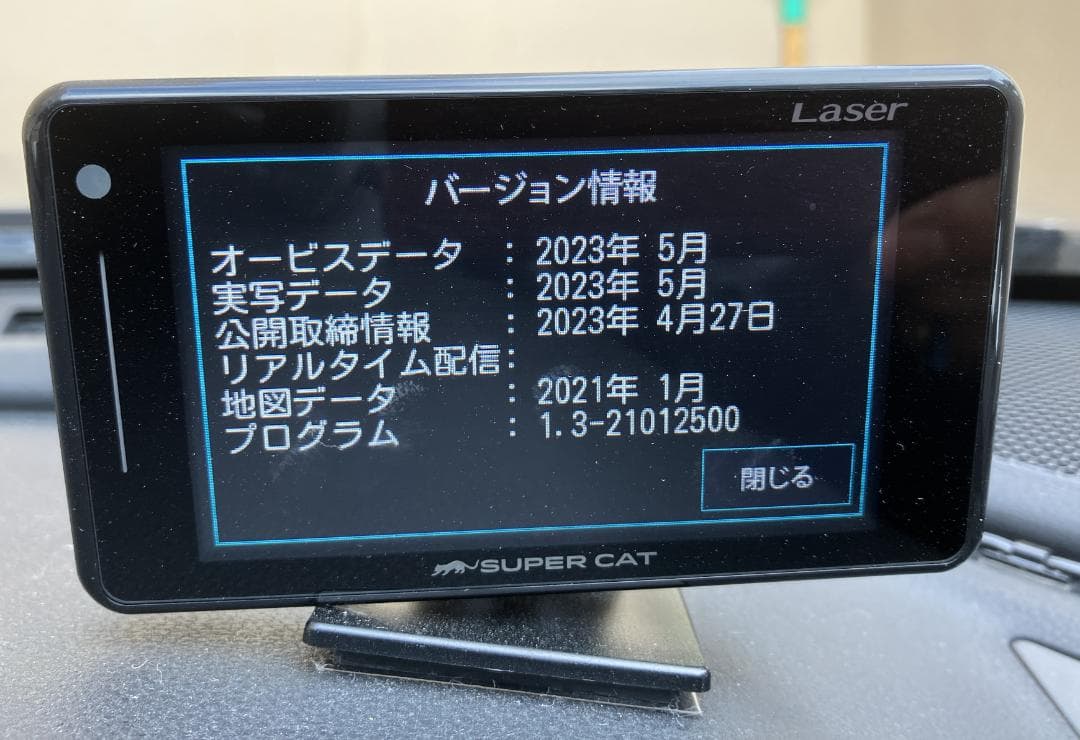 Laser
バージョン情報
オービスデータ : 2023年 5月
実写データ : 2023年 5月
公開取締情報 : 2023年 4月27日
リアルタイム配信:
地図データ : 2021年 1月
プログラム : 1.3-21012500
閉じる
SUPER CAT